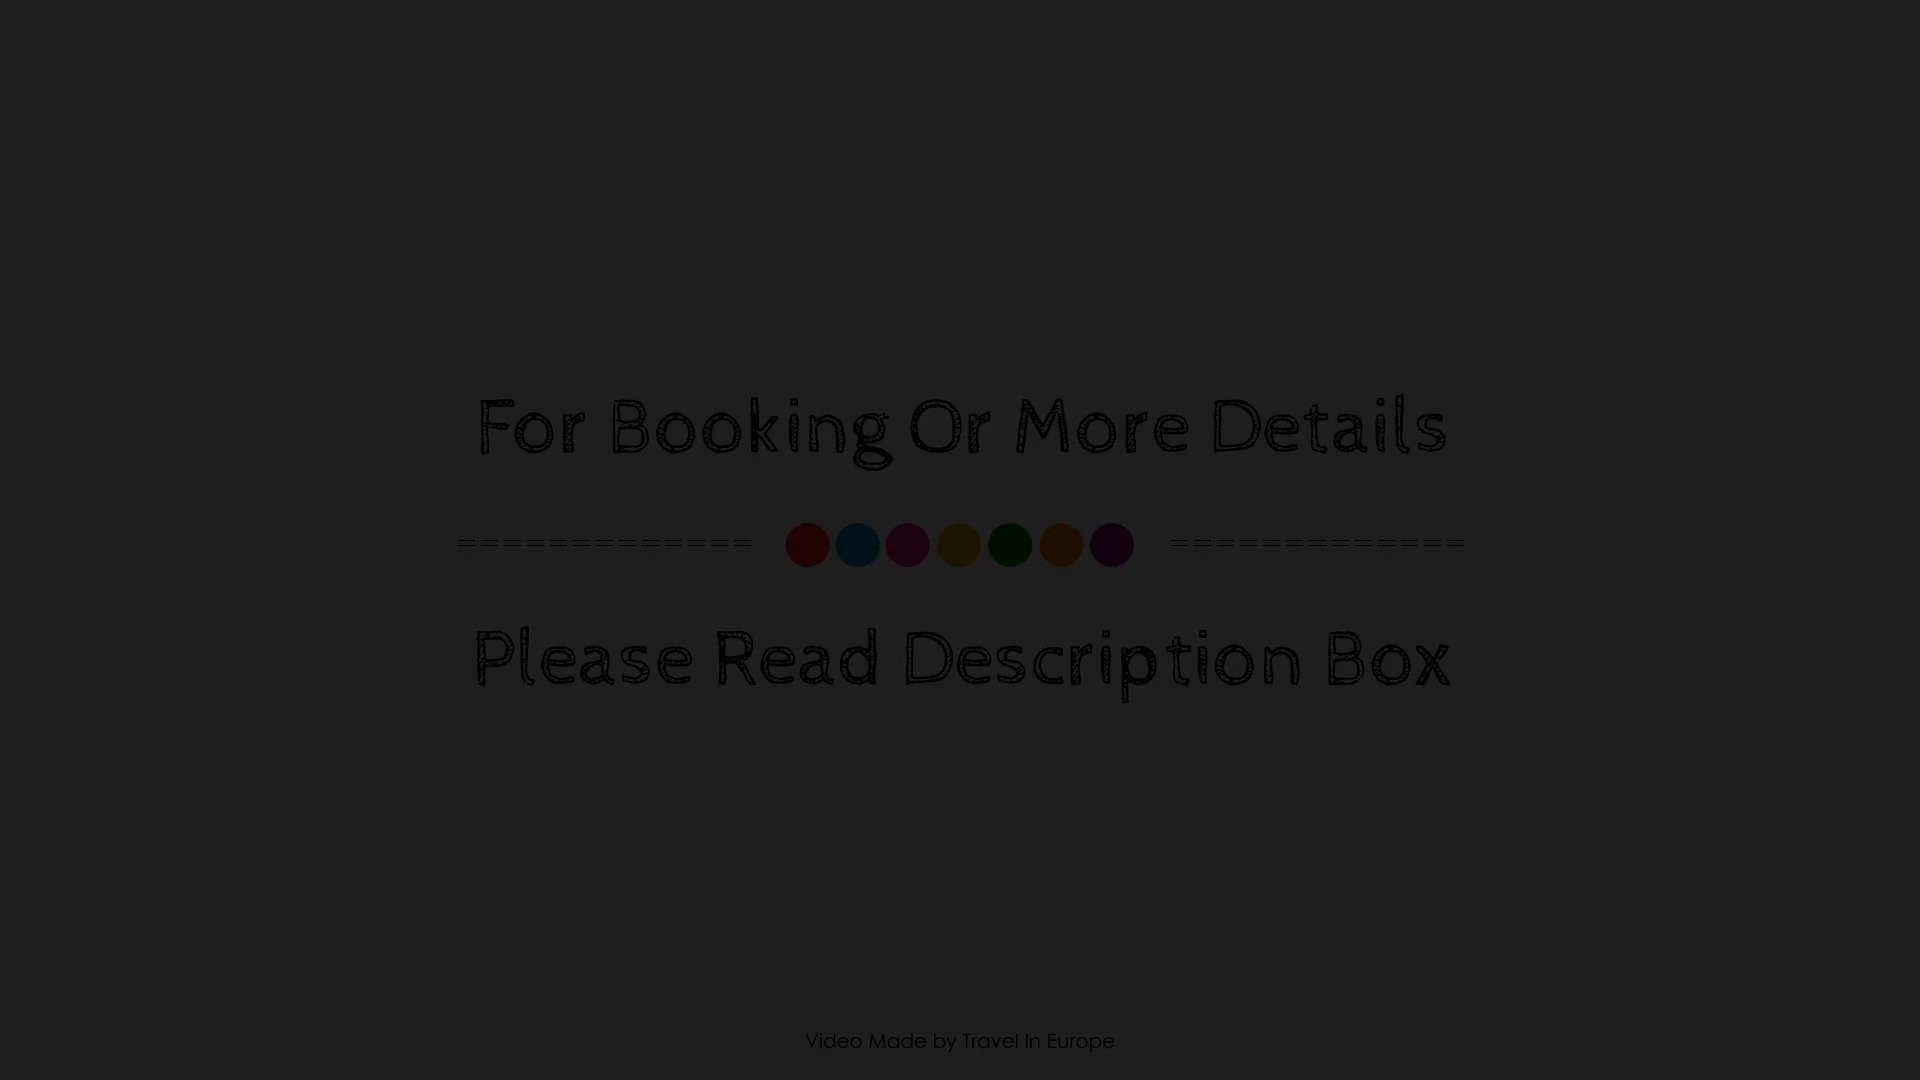 For Booking Or More Details
============= =============
Please Read Description Box
Video Made by Travel In Europe